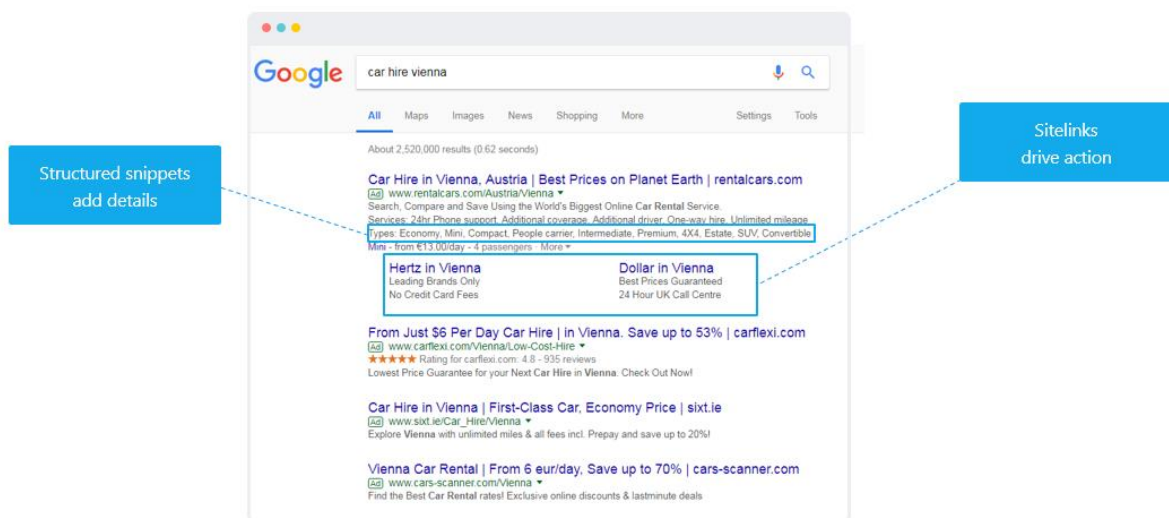 Google
car hire vienna
All Maps Images News Shopping More Settings Tools
About 2,520,000 results (0.62 seconds)
Structured snippets
add details
Sitelinks
drive action
Car Hire in Vienna, Austria | Best Prices on Planet Earth | rentalcars.com
Ad www.rentalcars.com/Austria/Vienna
Search, Compare and Save Using the World's Biggest Online Car Rental Service.
Services: 24hr Phone support, Additional coverage, Additional driver, One-way hire, Unlimited mileage
Types: Economy, Mini, Compact, People carrier, Intermediate, Premium, 4X4, Estate, SUV, Convertible
Mini - from €13.00/day - 4 passengers · More
Hertz in Vienna
Leading Brands Only
No Credit Card Fees
Dollar in Vienna
Best Prices Guaranteed
24 Hour UK Call Centre
From Just $6 Per Day Car Hire | in Vienna. Save up to 53% | carflexi.com
Ad www.carflexi.com/Vienna/Low-Cost-Hire
Rating for carflexi.com: 4.8 - 935 reviews
Lowest Price Guarantee for your Next Car Hire in Vienna. Check Out Now!
Car Hire in Vienna | First-Class Car, Economy Price | sixt.ie
Ad www.sixt.ie/Car_Hire/Vienna
Explore Vienna with unlimited miles & all fees incl. Prepay and save up to 20%!
Vienna Car Rental | From 6 eur/day, Save up to 70% | cars-scanner.com
Ad www.cars-scanner.com/Vienna
Find the Best Car Rental rates! Exclusive online discounts & lastminute deals